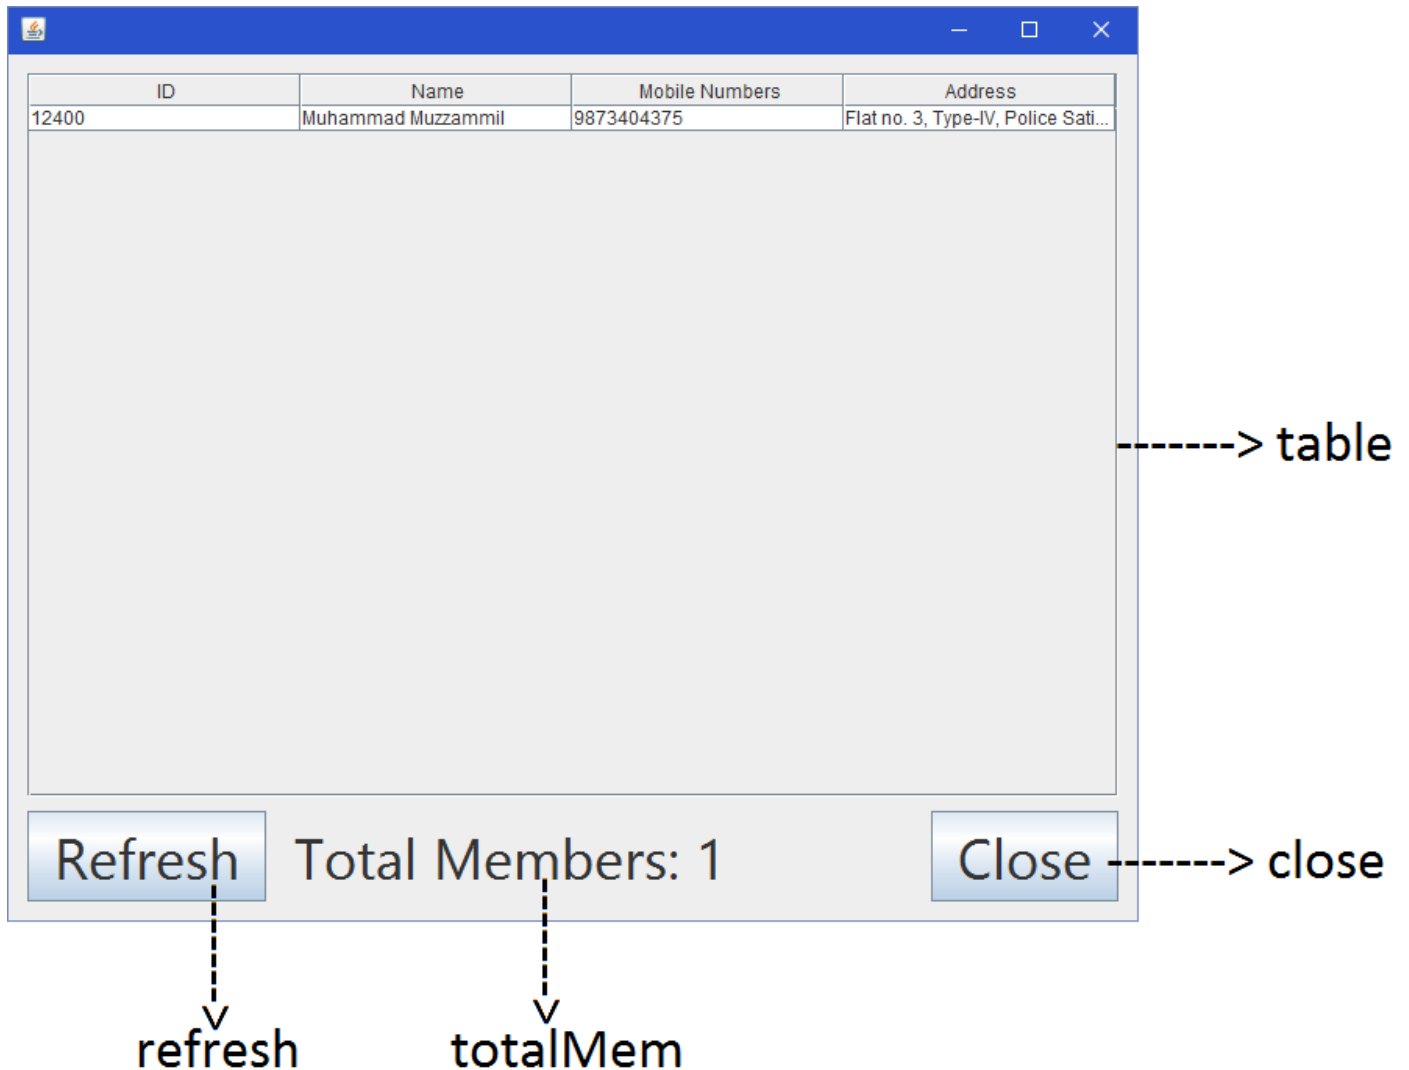 ID Name Mobile Numbers Address
12400 Muhammad Muzzammil 9873404375 Flat no. 3, Type-IV, Police Sati...
-------> table
Refresh Total Members: 1 Close -------> close
refresh totalMem